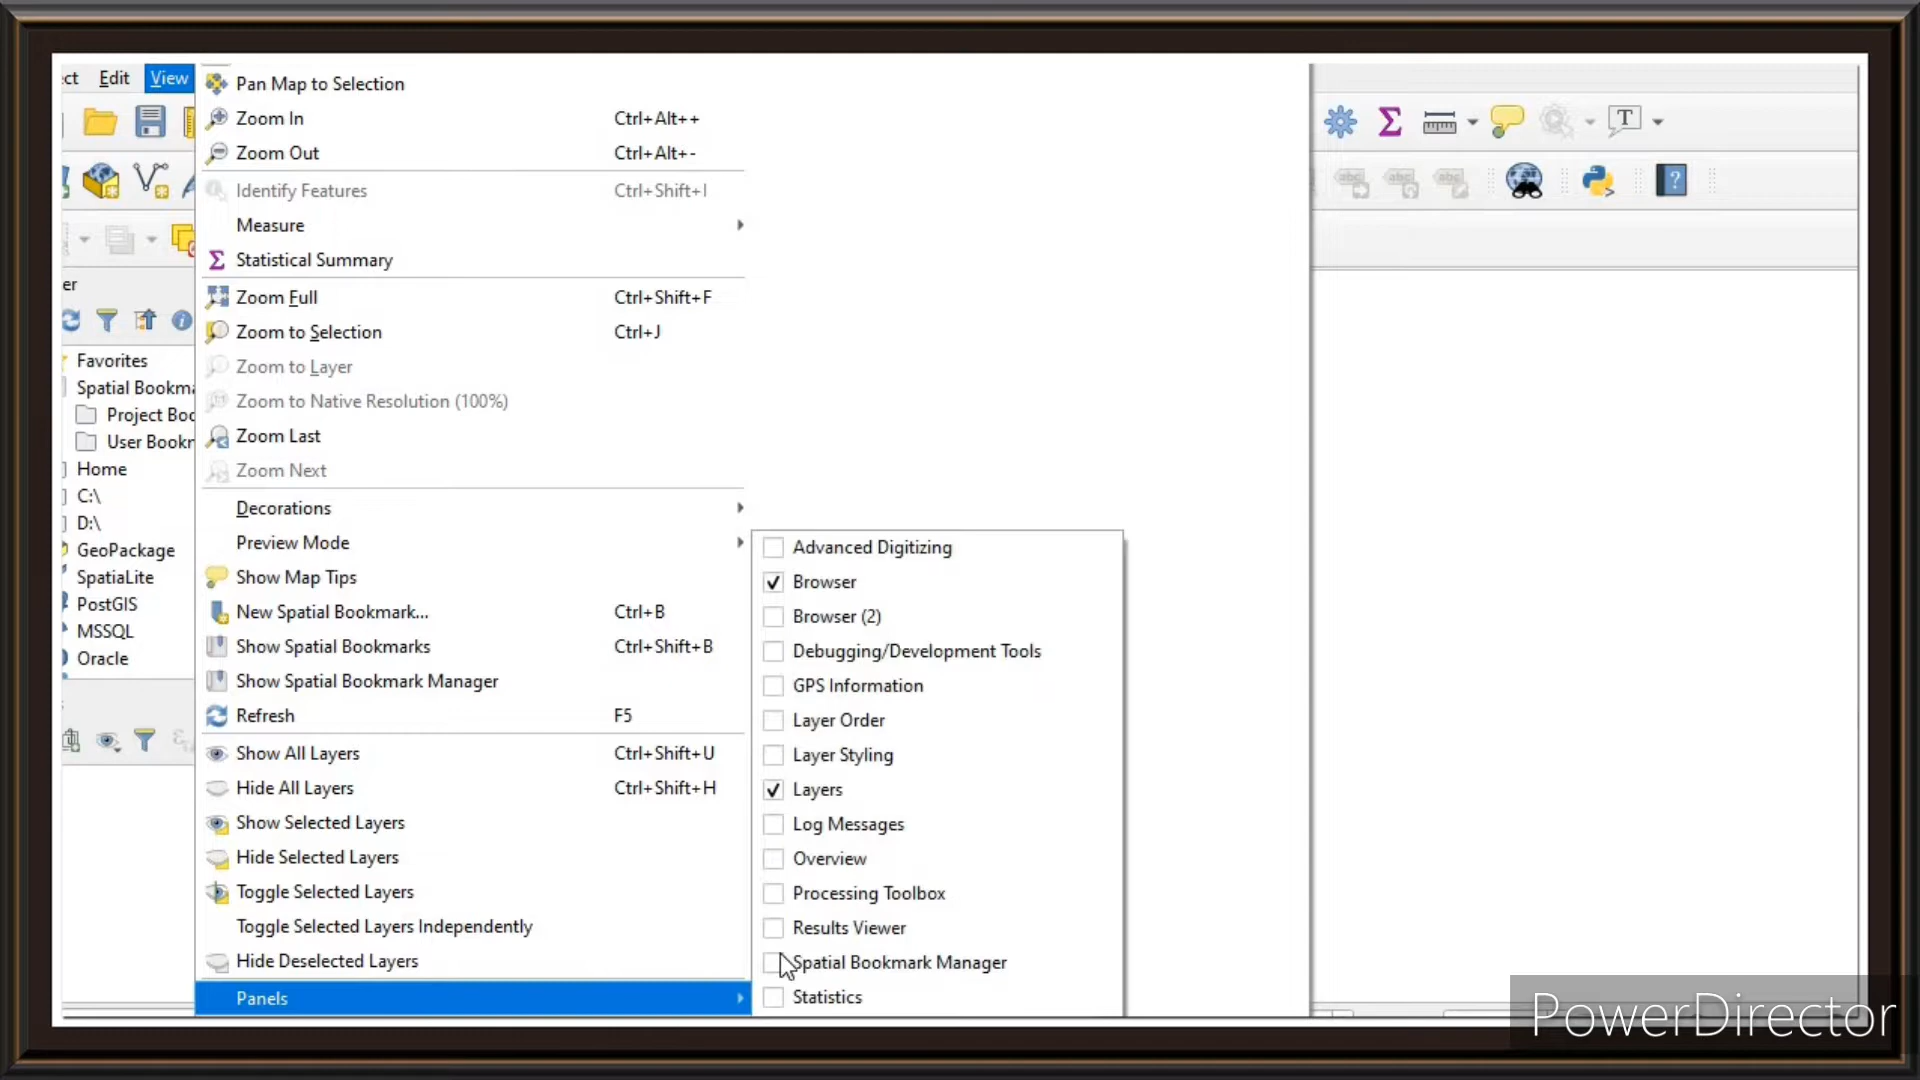 ect Edit View
er
Favorites
Spatial Bookma
Project Boo
User Bookn
Home
C:\
D:\
GeoPackage
SpatiaLite
PostGIS
MSSQL
Oracle
Pan Map to Selection
Zoom In Ctrl+Alt++
Zoom Out Ctrl+Alt+-
Identify Features Ctrl+Shift+I
Measure
Statistical Summary
Zoom Full Ctrl+Shift+F
Zoom to Selection Ctrl+J
Zoom to Layer
Zoom to Native Resolution (100%)
Zoom Last
Zoom Next
Decorations
Preview Mode
Show Map Tips
New Spatial Bookmark... Ctrl+B
Show Spatial Bookmarks Ctrl+Shift+B
Show Spatial Bookmark Manager
Refresh F5
Show All Layers Ctrl+Shift+U
Hide All Layers Ctrl+Shift+H
Show Selected Layers
Hide Selected Layers
Toggle Selected Layers
Toggle Selected Layers Independently
Hide Deselected Layers
Panels
Advanced Digitizing
Browser
Browser (2)
Debugging/Development Tools
GPS Information
Layer Order
Layer Styling
Layers
Log Messages
Overview
Processing Toolbox
Results Viewer
Spatial Bookmark Manager
Statistics
T
abc abc abc
PowerDirector